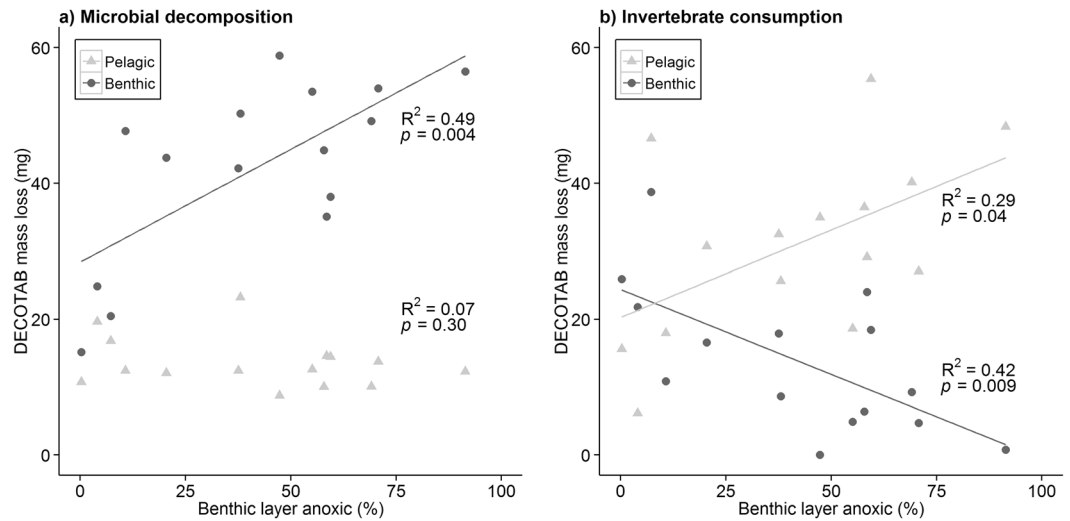 a) Microbial decomposition
Pelagic
Benthic
60
40
20
0
DECOTAB mass loss (mg)
R² = 0.49
p = 0.004
R² = 0.07
p = 0.30
0 25 50 75 100
Benthic layer anoxic (%)
b) Invertebrate consumption
Pelagic
Benthic
60
40
20
0
DECOTAB mass loss (mg)
R² = 0.29
p = 0.04
R² = 0.42
p = 0.009
0 25 50 75 100
Benthic layer anoxic (%)